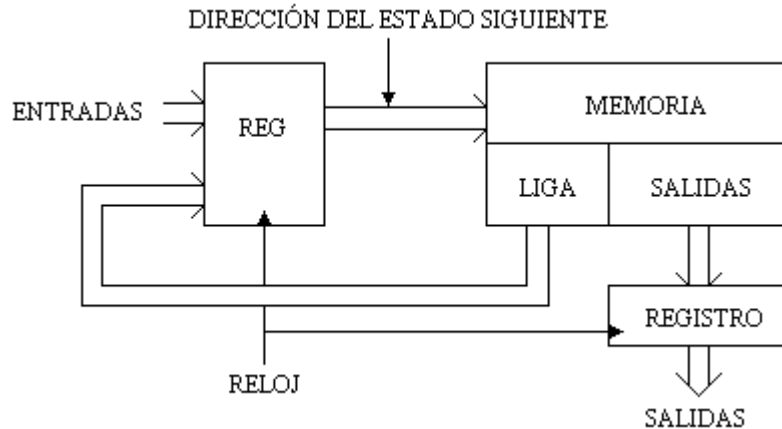 DIRECCIÓN DEL ESTADO SIGUIENTE
ENTRADAS
REG
MEMORIA
LIGA
SALIDAS
REGISTRO
RELOJ
SALIDAS